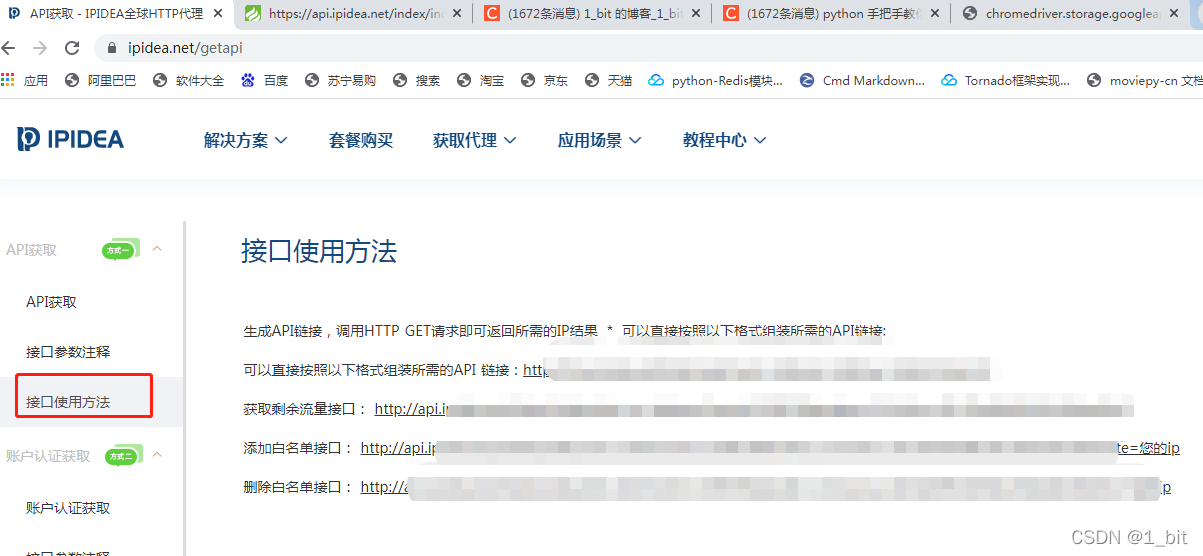 API获取 - IPIDEA全球HTTP代理
https://api.ipidea.net/index/in
(1672条消息) 1_bit 的博客_1_bit
(1672条消息) python 手把手教你
chromedriver.storage.googlea
ipidea.net/getapi
应用 阿里巴巴 软件大全 百度 苏宁易购 搜索 淘宝 京东 天猫 python-Redis模块... Cmd Markdown... Tornado框架实现... moviepy-cn 文档
IPIDEA 解决方案 套餐购买 获取代理 应用场景 教程中心
API获取 方式一
API获取
接口参数注释
接口使用方法
账户认证获取 方式二
账户认证获取
接口参数注释
接口使用方法
生成API链接，调用HTTP GET请求即可返回所需的IP结果 * 可以直接按照以下格式组装所需的API链接:
可以直接按照以下格式组装所需的API 链接：http
获取剩余流量接口： http://api.i
添加白名单接口： http://api.ip te=您的ip
删除白名单接口： http://a ip
CSDN @1_bit